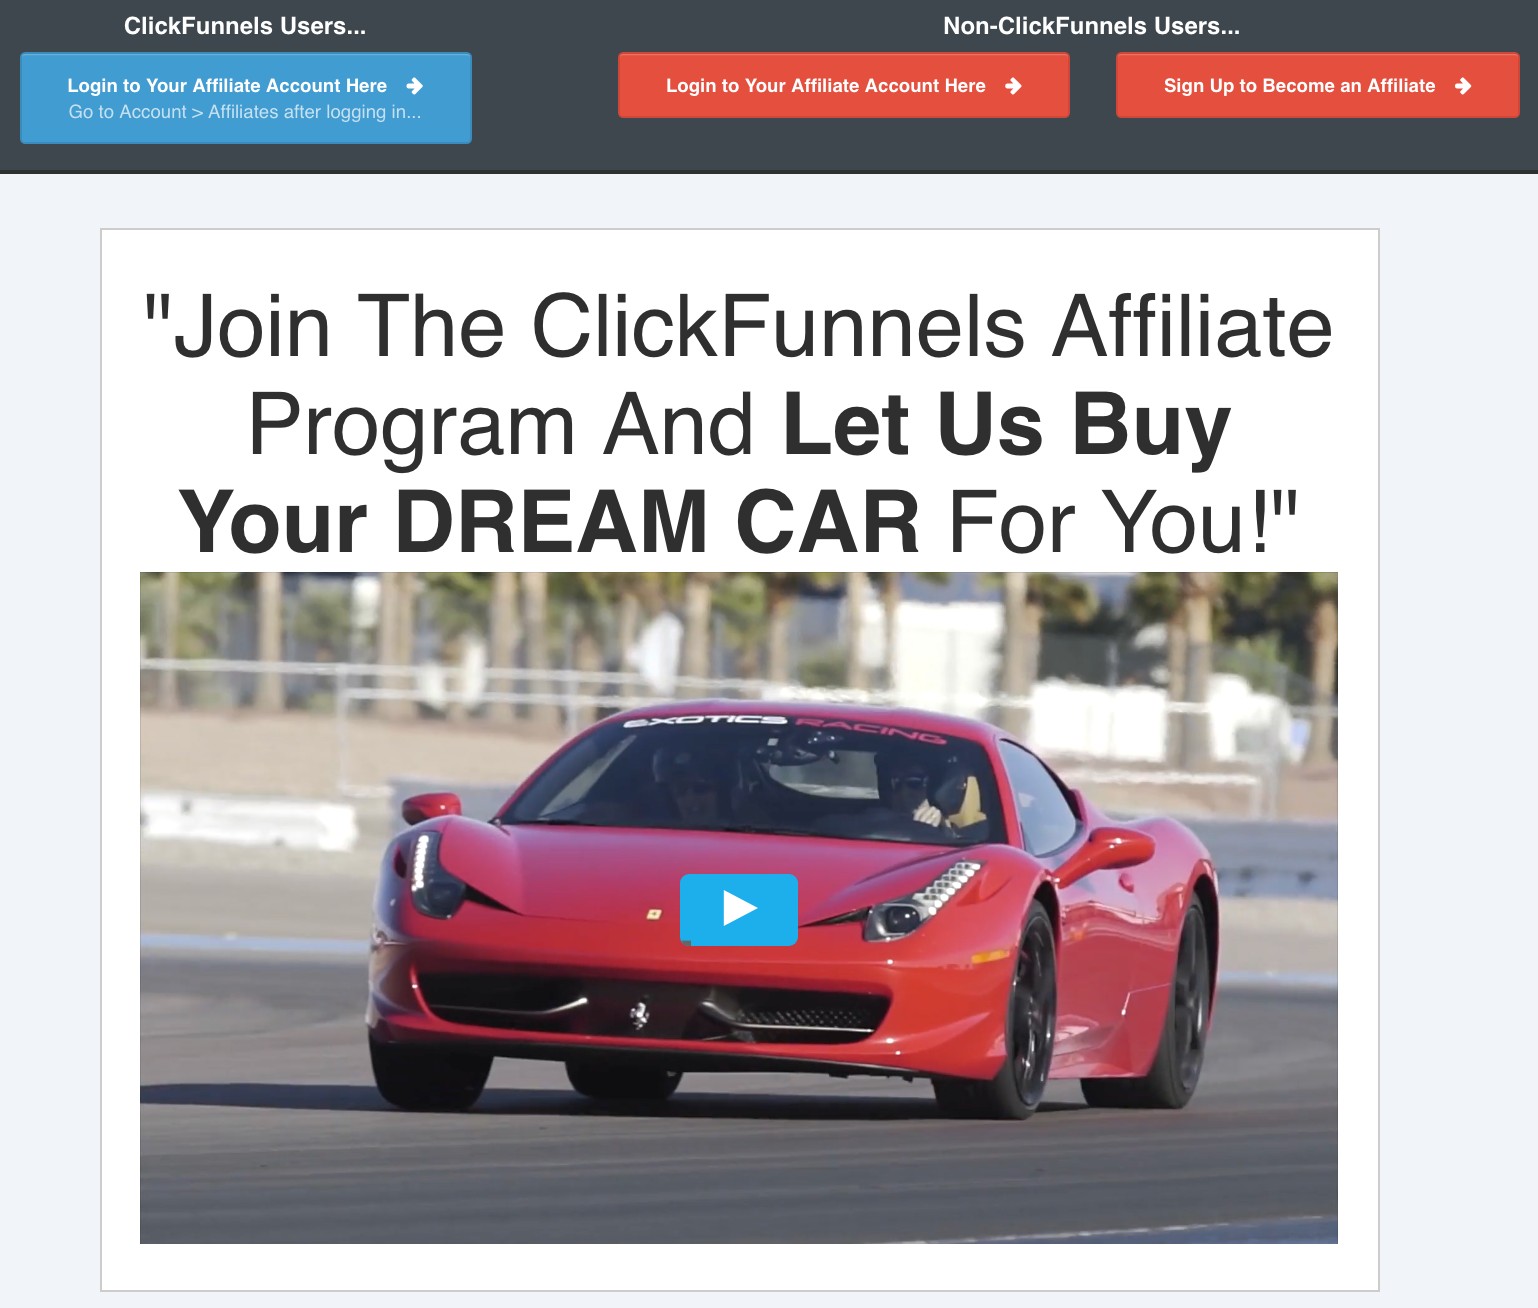 ClickFunnels Users...
Non-ClickFunnels Users...
Login to Your Affiliate Account Here
Go to Account > Affiliates after logging in...
Login to Your Affiliate Account Here
Sign Up to Become an Affiliate
"Join The ClickFunnels Affiliate
Program And Let Us Buy
Your DREAM CAR For You!"
EXOTICS RACING